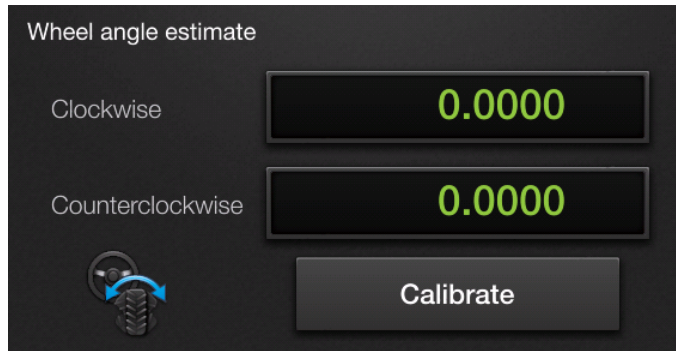 Wheel angle estimate
Clockwise 0.0000
Counterclockwise 0.0000
Calibrate